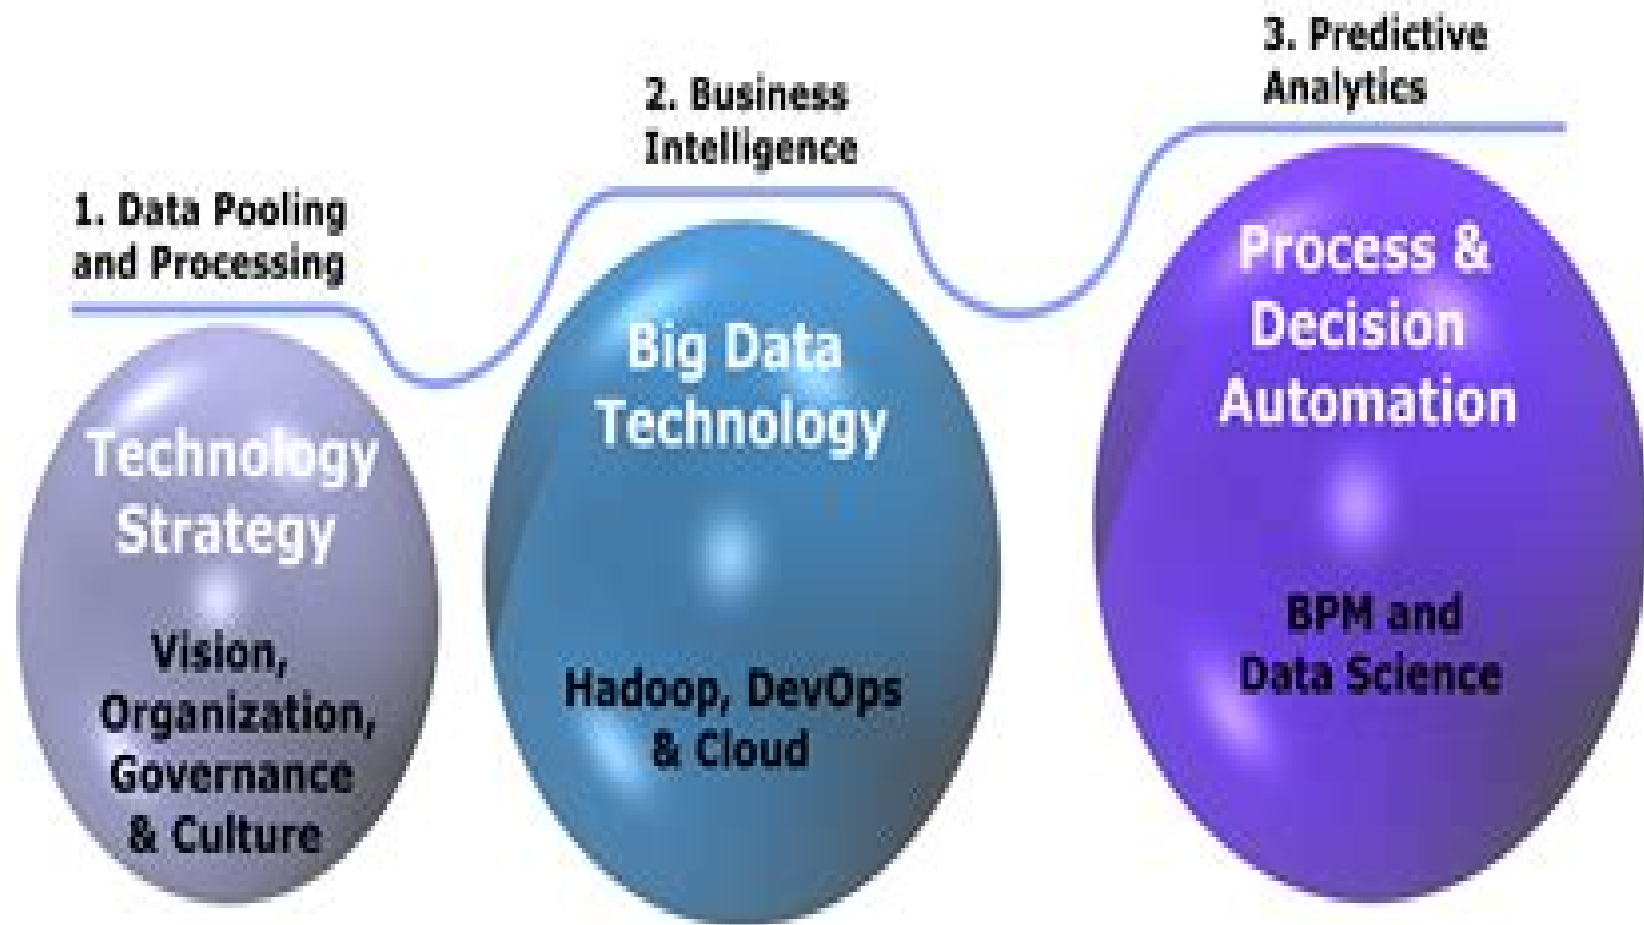 1. Data Pooling
and Processing
Technology
Strategy
Vision,
Organization,
Governance
& Culture
2. Business
Intelligence
Big Data
Technology
Hadoop, DevOps
& Cloud
3. Predictive
Analytics
Process &
Decision
Automation
BPM and
Data Science